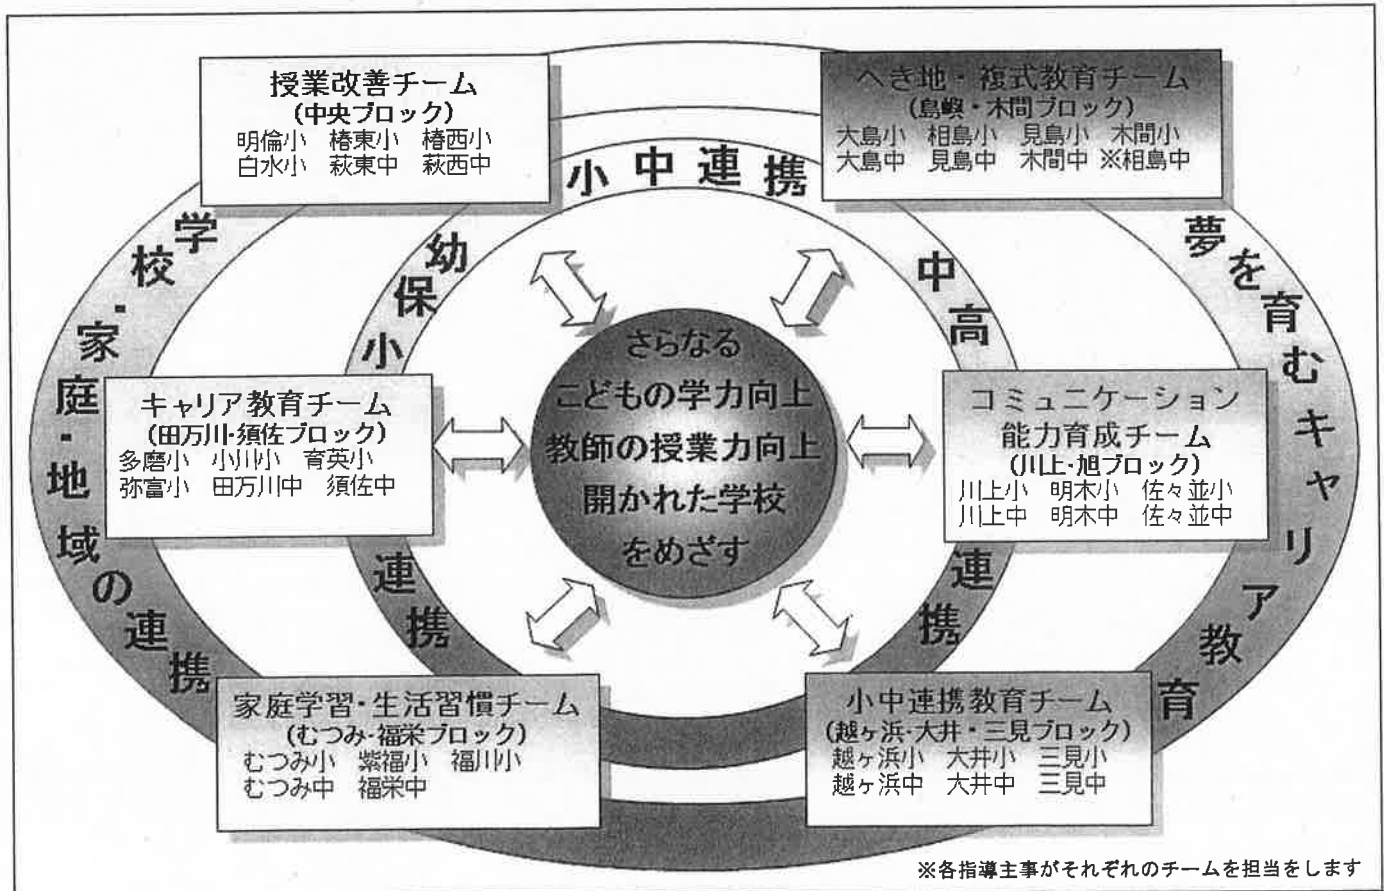 授業改善チーム
(中央ブロック)
明倫小 椿東小 椿西小
白水小 萩東中 萩西中
へき地・複式教育チーム
(島嶼・木間ブロック)
大島小 相島小 見島小 木間小
大島中 見島中 木間中 ※相島中
小中連携
幼保小連携
中高連携
学校・家庭・地域の連携
夢を育むキャリア教育
キャリア教育チーム
(田万川・須佐ブロック)
多磨小 小川小 育英小
弥富小 田万川中 須佐中
さらなる
こどもの学力向上
教師の授業力向上
開かれた学校
をめざす
コミュニケーション
能力育成チーム
(川上・旭ブロック)
川上小 明木小 佐々並小
川上中 明木中 佐々並中
家庭学習・生活習慣チーム
(むつみ・福栄ブロック)
むつみ小 紫福小 福川小
むつみ中 福栄中
小中連携教育チーム
(越ヶ浜・大井・三見ブロック)
越ヶ浜小 大井小 三見小
越ヶ浜中 大井中 三見中
※各指導主事がそれぞれのチームを担当をします